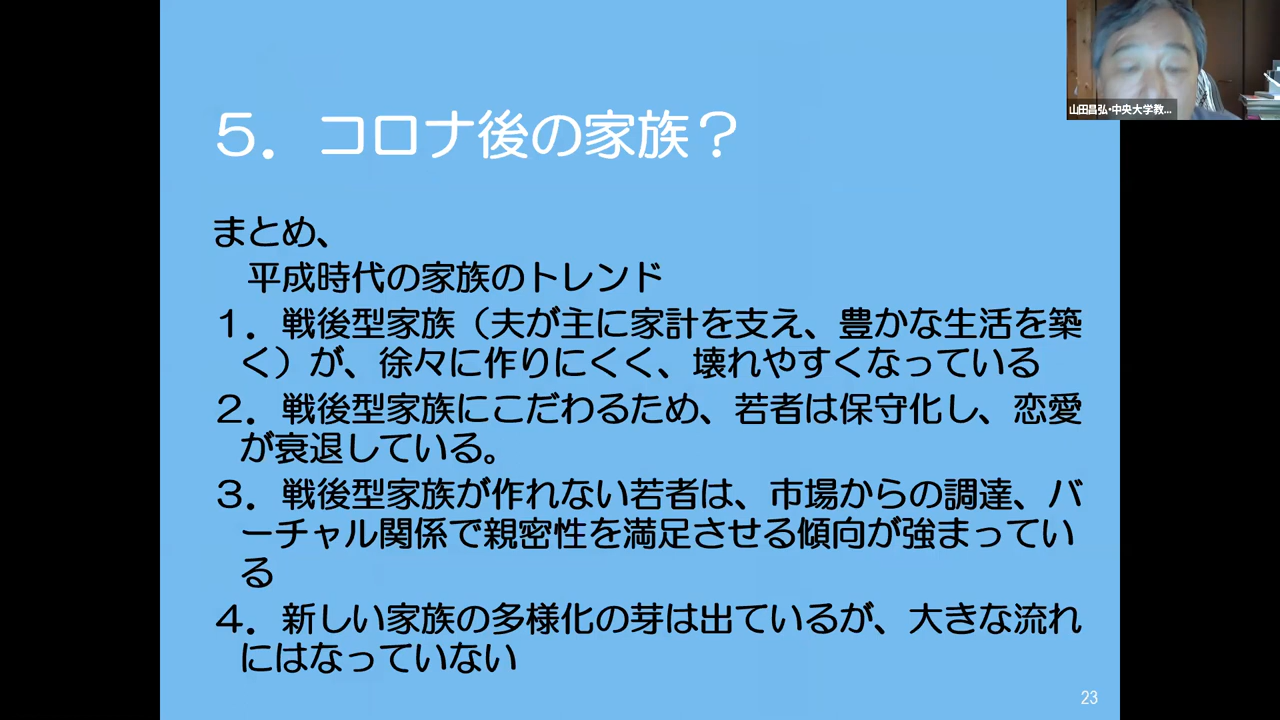 山田昌弘・中央大学教...
５．コロナ後の家族？
まとめ、
平成時代の家族のトレンド
１．戦後型家族（夫が主に家計を支え、豊かな生活を築
く）が、徐々に作りにくく、壊れやすくなっている
２．戦後型家族にこだわるため、若者は保守化し、恋愛
が衰退している。
３．戦後型家族が作れない若者は、市場からの調達、バ
ーチャル関係で親密性を満足させる傾向が強まってい
る
４．新しい家族の多様化の芽は出ているが、大きな流れ
にはなっていない
23